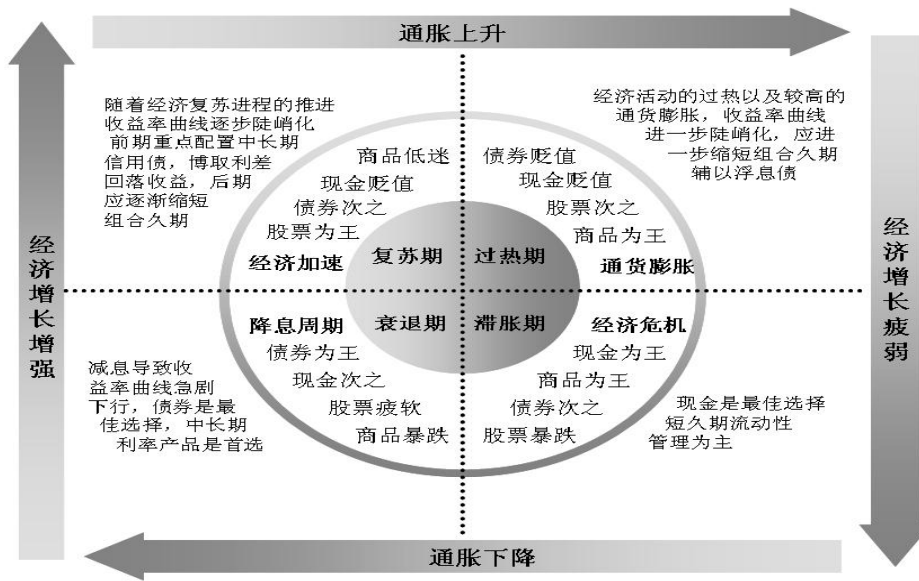 通胀上升
随着经济复苏进程的推进
收益率曲线逐步陡峭化
前期重点配置中长期
信用债，博取利差
回落收益，后期
应逐渐缩短
组合久期
经济活动的过热以及较高的
通货膨胀，收益率曲线
进一步陡峭化，应进
一步缩短组合久期
辅以浮息债
商品低迷
现金贬值
债券次之
股票为王
经济加速
复苏期
债券贬值
现金贬值
股票次之
商品为王
过热期
通货膨胀
经济增长增强
经济增长疲弱
降息周期
衰退期
债券为王
现金次之
股票疲软
商品暴跌
滞胀期
经济危机
现金为王
商品为王
债券次之
股票暴跌
减息导致收
益率曲线急剧
下行，债券是最
佳选择，中长期
利率产品是首选
现金是最佳选择
短久期流动性
管理为主
通胀下降